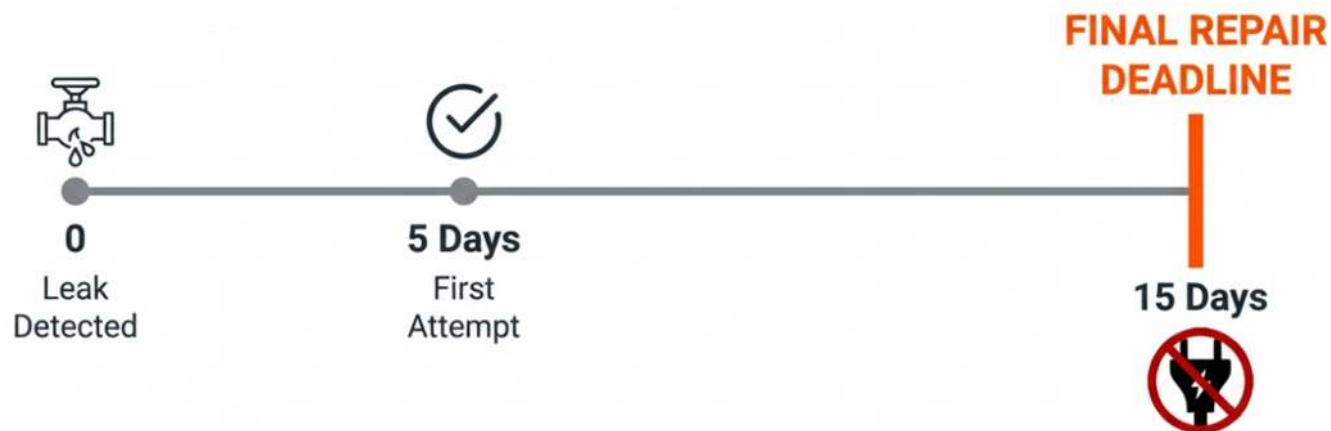 FINAL REPAIR
DEADLINE
0
Leak
Detected
5 Days
First
Attempt
15 Days